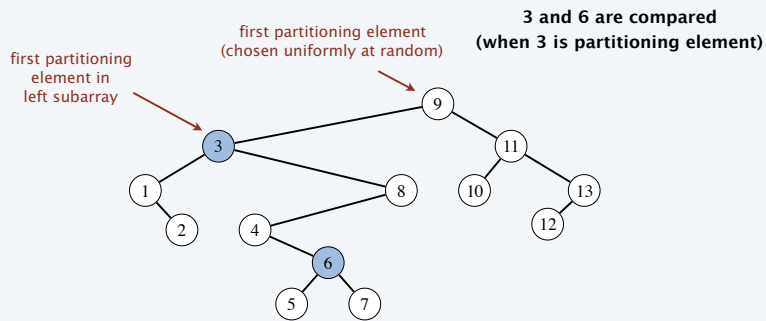 3 and 6 are compared
(when 3 is partitioning element)
first partitioning element
(chosen uniformly at random)
first partitioning
element in
left subarray
9
3
11
1
8
10
13
2
4
12
6
5
7